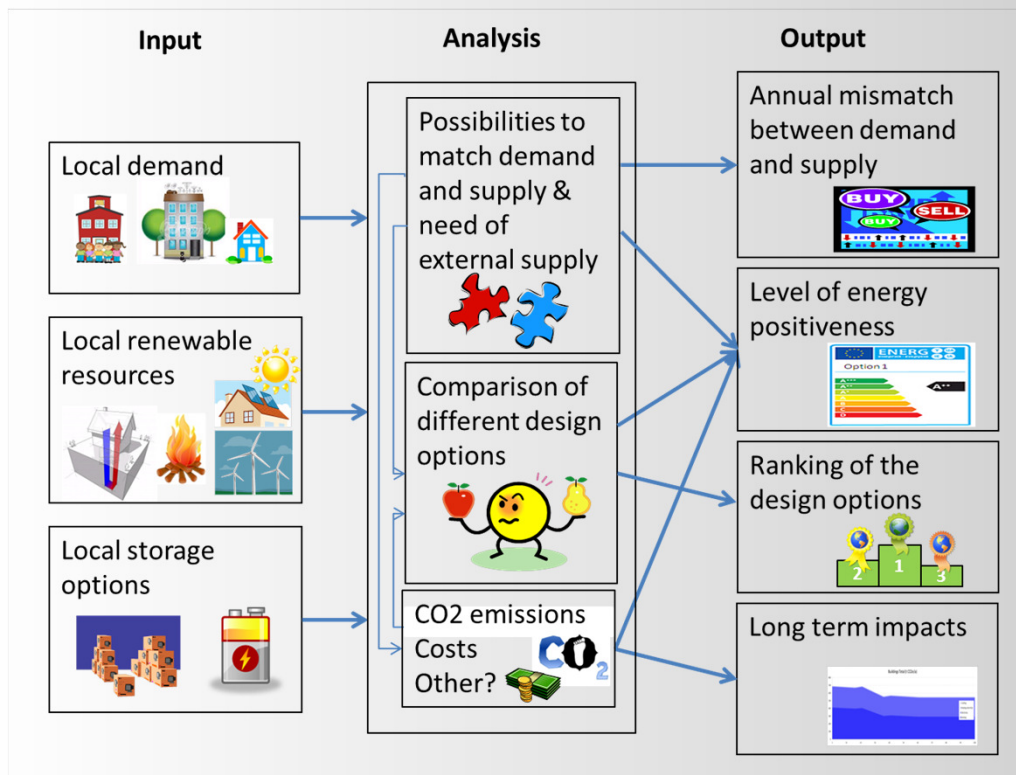 Input
Analysis
Output
Local demand
Local renewable
resources
Local storage
options
Possibilities to
match demand
and supply &
need of
external supply
Comparison of
different design
options
CO2 emissions
Costs
Other?
CO2
Annual mismatch
between demand
and supply
BUY
SELL
BUY
Level of energy
positiveness
ENERG
Option 1
A++
Ranking of the
design options
2
1
3
Long term impacts